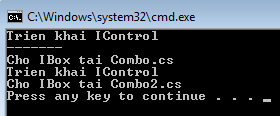 C:\Windows\system32\cmd.exe
Trien khai IControl
-------
Cho IBox tai Combo.cs
Trien khai IControl
Cho IBox tai Combo2.cs
Press any key to continue . . .